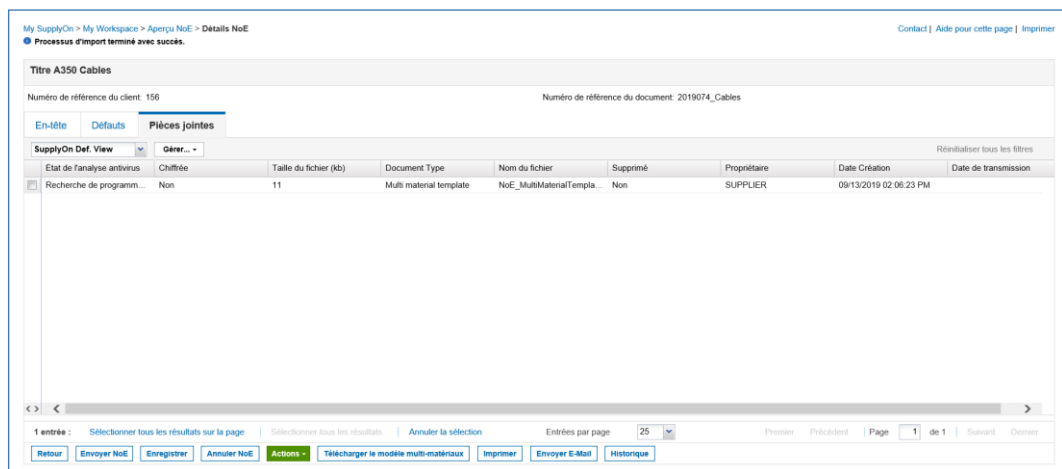 My SupplyOn > My Workspace > Aperçu NoE > Détails NoE
Contact | Aide pour cette page | Imprimer
Processus d'import terminé avec succès.
Titre A350 Cables
Numéro de référence du client: 156
Numéro de référence du document: 2019074_Cables
En-tête Défauts Pièces jointes
SupplyOn Def. View Gérer... Réinitialiser tous les filtres
Etat de l'analyse antivirus Chiffrée Taille du fichier (kb) Document Type Nom du fichier Supprimé Propriétaire Date Création Date de transmission
Recherche de programm... Non 11 Multi material template NoE_MultiMaterialTempla... Non SUPPLIER 09/13/2019 02:06:23 PM
1 entrée : Sélectionner tous les résultats sur la page | Sélectionner tous les résultats | Annuler la sélection Entrées par page 25 Premier Précédent | Page 1 de 1 | Suivant Dernier
Retour Envoyer NoE Enregistrer Annuler NoE Actions Télécharger le modèle multi-matériaux Imprimer Envoyer E-Mail Historique